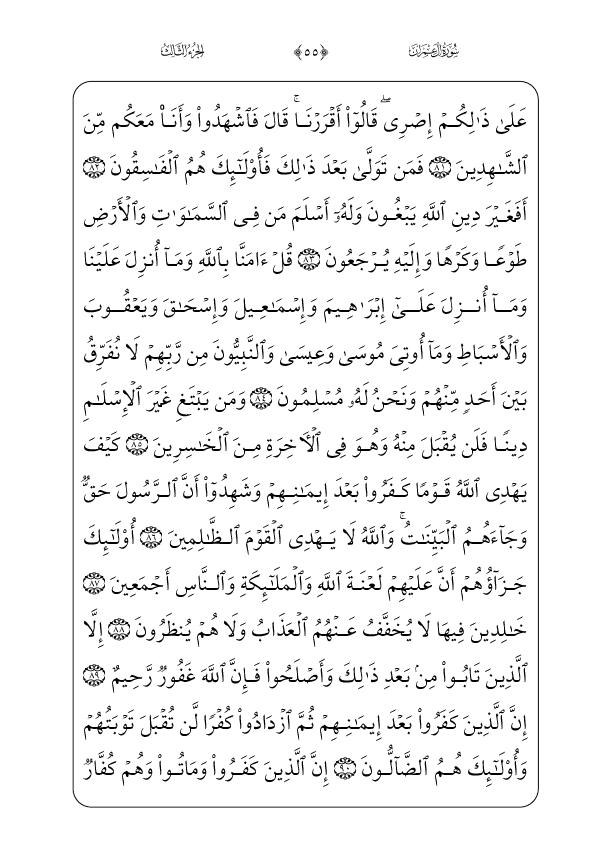 سُورَةُ آلِ عِمْرَانَ ﴿٥٥﴾ الجُزْءُ الثَّالِثُ
عَلَىٰ ذَٰلِكُمۡ إِصۡرِيۖ قَالُوٓاْ أَقۡرَرۡنَاۚ قَالَ فَٱشۡهَدُواْ وَأَنَا۠ مَعَكُم مِّنَ
ٱلشَّٰهِدِينَ ٨١ فَمَن تَوَلَّىٰ بَعۡدَ ذَٰلِكَ فَأُوْلَٰٓئِكَ هُمُ ٱلۡفَٰسِقُونَ ٨٢
أَفَغَيۡرَ دِينِ ٱللَّهِ يَبۡغُونَ وَلَهُۥٓ أَسۡلَمَ مَن فِي ٱلسَّمَٰوَٰتِ وَٱلۡأَرۡضِ
طَوۡعٗا وَكَرۡهٗا وَإِلَيۡهِ يُرۡجَعُونَ ٨٣ قُلۡ ءَامَنَّا بِٱللَّهِ وَمَآ أُنزِلَ عَلَيۡنَا
وَمَآ أُنزِلَ عَلَىٰٓ إِبۡرَٰهِيمَ وَإِسۡمَٰعِيلَ وَإِسۡحَٰقَ وَيَعۡقُوبَ
وَٱلۡأَسۡبَاطِ وَمَآ أُوتِيَ مُوسَىٰ وَعِيسَىٰ وَٱلنَّبِيُّونَ مِن رَّبِّهِمۡ لَا نُفَرِّقُ
بَيۡنَ أَحَدٖ مِّنۡهُمۡ وَنَحۡنُ لَهُۥ مُسۡلِمُونَ ٨٤ وَمَن يَبۡتَغِ غَيۡرَ ٱلۡإِسۡلَٰمِ
دِينٗا فَلَن يُقۡبَلَ مِنۡهُ وَهُوَ فِي ٱلۡأٓخِرَةِ مِنَ ٱلۡخَٰسِرِينَ ٨٥ كَيۡفَ
يَهۡدِي ٱللَّهُ قَوۡمٗا كَفَرُواْ بَعۡدَ إِيمَٰنِهِمۡ وَشَهِدُوٓاْ أَنَّ ٱلرَّسُولَ حَقّٞ
وَجَآءَهُمُ ٱلۡبَيِّنَٰتُۚ وَٱللَّهُ لَا يَهۡدِي ٱلۡقَوۡمَ ٱلظَّٰلِمِينَ ٨٦ أُوْلَٰٓئِكَ
جَزَآؤُهُمۡ أَنَّ عَلَيۡهِمۡ لَعۡنَةَ ٱللَّهِ وَٱلۡمَلَٰٓئِكَةِ وَٱلنَّاسِ أَجۡمَعِينَ ٨٧
خَٰلِدِينَ فِيهَا لَا يُخَفَّفُ عَنۡهُمُ ٱلۡعَذَابُ وَلَا هُمۡ يُنظَرُونَ ٨٨ إِلَّا
ٱلَّذِينَ تَابُواْ مِنۢ بَعۡدِ ذَٰلِكَ وَأَصۡلَحُواْ فَإِنَّ ٱللَّهَ غَفُورٞ رَّحِيمٌ ٨٩
إِنَّ ٱلَّذِينَ كَفَرُواْ بَعۡدَ إِيمَٰنِهِمۡ ثُمَّ ٱزۡدَادُواْ كُفۡرٗا لَّن تُقۡبَلَ تَوۡبَتُهُمۡ
وَأُوْلَٰٓئِكَ هُمُ ٱلضَّآلُّونَ ٩٠ إِنَّ ٱلَّذِينَ كَفَرُواْ وَمَاتُواْ وَهُمۡ كُفَّارٞ